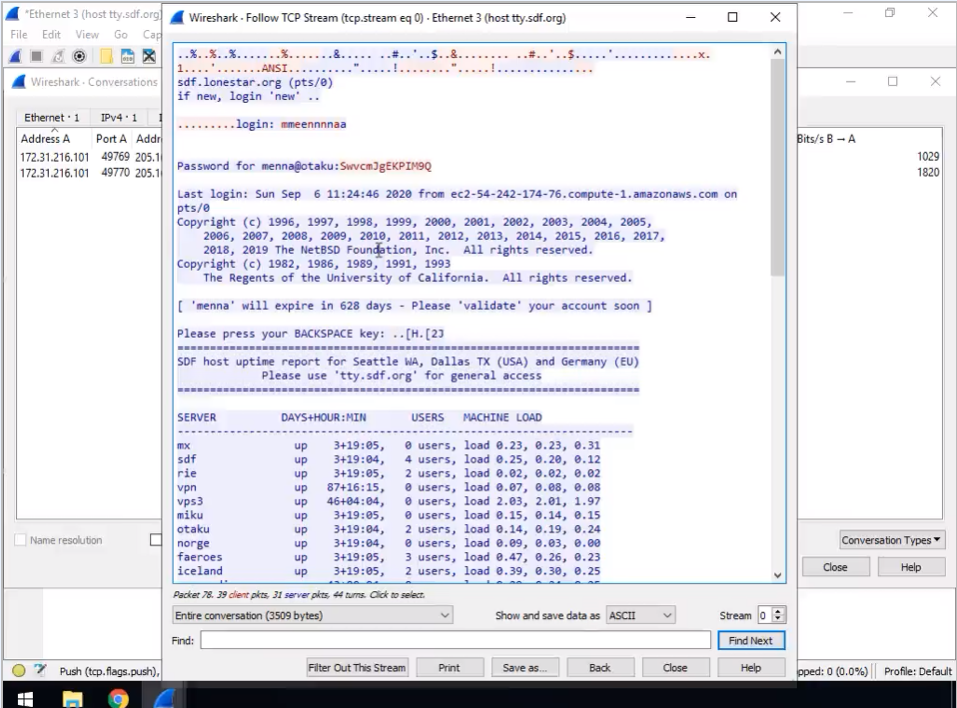 *Ethernet 3 (host tty.sdf.org)
File Edit View Go Cap
Wireshark · Conversations
Ethernet · 1 IPv4 · 1
Address A Port A Address
172.31.216.101 49769 205.1
172.31.216.101 49770 205.1
Bits/s B → A
1029
1820
Name resolution
Conversation Types
Close Help
Wireshark · Follow TCP Stream (tcp.stream eq 0) · Ethernet 3 (host tty.sdf.org)
..%..%..%.......%.......&..... ..#..'..$..&....... ..#..'..$.....'.............x.
1....'.......ANSI..........".....!........"......!...............
sdf.lonestar.org (pts/0)
if new, login 'new' ..
.........login: mmeennnnaa
Password for menna@otaku:SwvcmJgEKPIM9Q
Last login: Sun Sep 6 11:24:46 2020 from ec2-54-242-174-76.compute-1.amazonaws.com on
pts/0
Copyright (c) 1996, 1997, 1998, 1999, 2000, 2001, 2002, 2003, 2004, 2005,
2006, 2007, 2008, 2009, 2010, 2011, 2012, 2013, 2014, 2015, 2016, 2017,
2018, 2019 The NetBSD Foundation, Inc. All rights reserved.
Copyright (c) 1982, 1986, 1989, 1991, 1993
The Regents of the University of California. All rights reserved.
[ 'menna' will expire in 628 days - Please 'validate' your account soon ]
Please press your BACKSPACE key: ..[H.[2J
=================================================================
SDF host uptime report for Seattle WA, Dallas TX (USA) and Germany (EU)
Please use 'tty.sdf.org' for general access
=================================================================
SERVER DAYS+HOUR:MIN USERS MACHINE LOAD
-----------------------------------------------------------------
mx up 3+19:05, 0 users, load 0.23, 0.23, 0.31
sdf up 3+19:04, 4 users, load 0.25, 0.20, 0.12
rie up 3+19:05, 2 users, load 0.02, 0.02, 0.02
vpn up 87+16:15, 0 users, load 0.07, 0.08, 0.08
vps3 up 46+04:04, 0 users, load 2.03, 2.01, 1.97
miku up 3+19:05, 0 users, load 0.15, 0.14, 0.15
otaku up 3+19:04, 2 users, load 0.14, 0.19, 0.24
norge up 3+19:04, 0 users, load 0.09, 0.03, 0.00
faeroes up 3+19:05, 3 users, load 0.47, 0.26, 0.23
iceland up 3+19:05, 2 users, load 0.39, 0.30, 0.25
Packet 78. 39 client pkts, 31 server pkts, 44 turns. Click to select.
Entire conversation (3509 bytes) Show and save data as ASCII Stream 0
Find: Find Next
Filter Out This Stream Print Save as... Back Close Help
Push (tcp.flags.push), pped: 0 (0.0%) Profile: Default